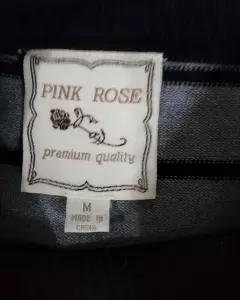 PINK ROSE
premium quality
M
MADE IN
CHINA